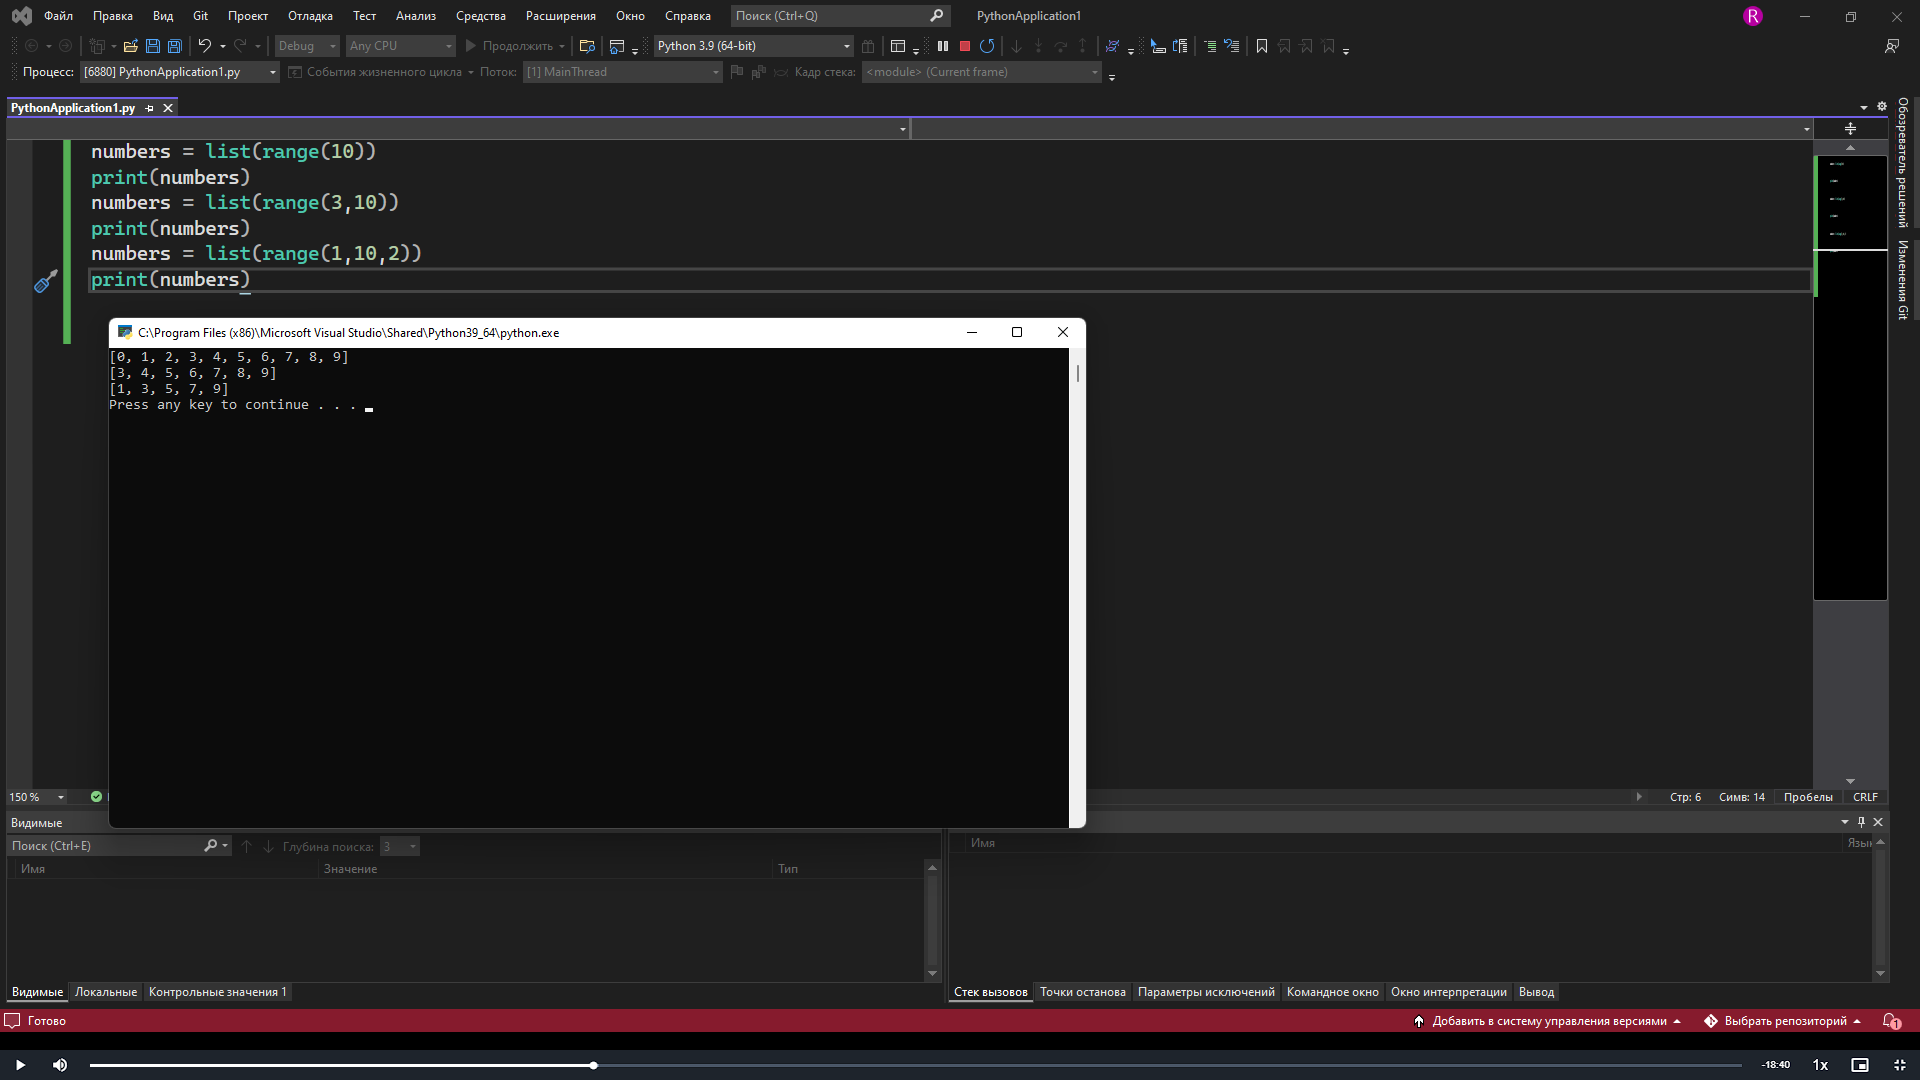 Файл Правка Вид Git Проект Отладка Тест Анализ Средства Расширения Окно Справка Поиск (Ctrl+Q) PythonApplication1 R
Debug Any CPU Продолжить Python 3.9 (64-bit)
Процесс: [6880] PythonApplication1.py События жизненного цикла Поток: [1] MainThread Кадр стека: <module> (Current frame)
PythonApplication1.py
numbers = list(range(10))
print(numbers)
numbers = list(range(3,10))
print(numbers)
numbers = list(range(1,10,2))
print(numbers)
Обозреватель решений
Изменения Git
C:\Program Files (x86)\Microsoft Visual Studio\Shared\Python39_64\python.exe
[0, 1, 2, 3, 4, 5, 6, 7, 8, 9]
[3, 4, 5, 6, 7, 8, 9]
[1, 3, 5, 7, 9]
Press any key to continue . . .
150 % Стр: 6 Симв: 14 Пробелы CRLF
Видимые
Поиск (Ctrl+E) Глубина поиска: 3
Имя Значение Тип
Имя Язык
Видимые Локальные Контрольные значения 1
Стек вызовов Точки останова Параметры исключений Командное окно Окно интерпретации Вывод
Готово Добавить в систему управления версиями Выбрать репозиторий 1
-18:40 1x